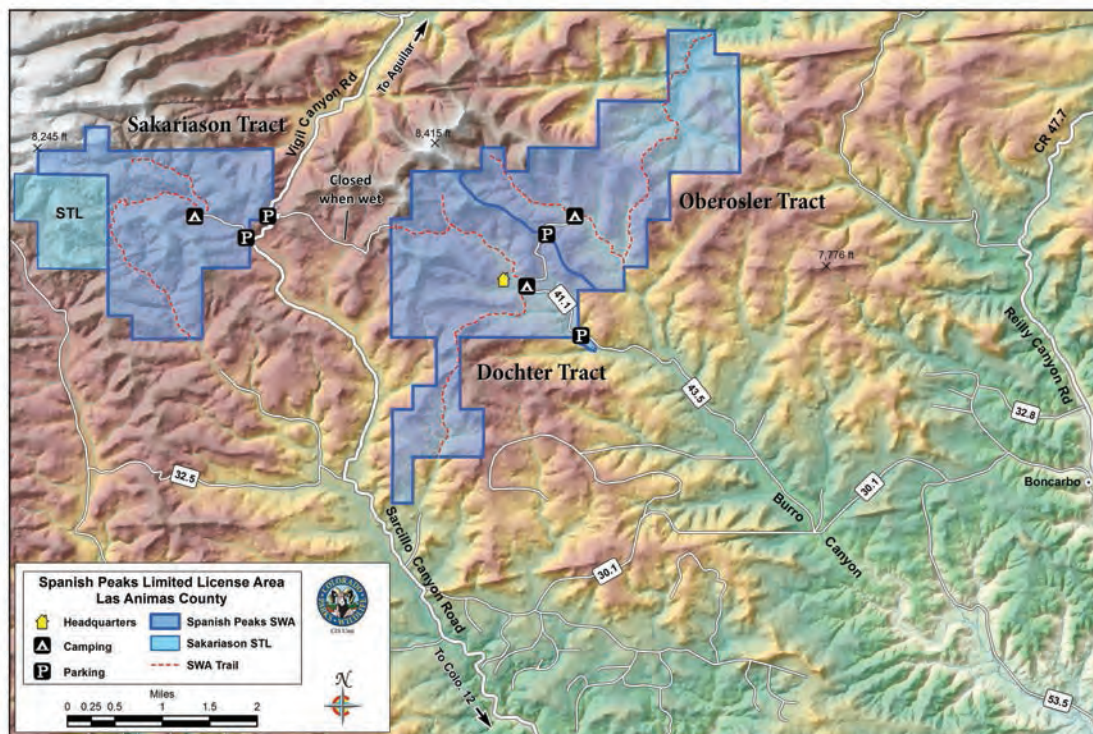 To Aguilar
Vigil Canyon Rd
8,245 ft
Sakariason Tract
8,415 ft
CR 47.7
Closed
when wet
STL
P
P
Oberosler Tract
P
7,776 ft
41.1
P
Reilly Canyon Rd
Dochter Tract
43.5
32.8
32.5
30.1
Boncarbo
Burro
Canyon
Sarcillo Canyon Road
30.1
To Colo. 12
53.5
Spanish Peaks Limited License Area
Las Animas County
COLORADO
WILDLIFE
GIS Unit
Headquarters
Spanish Peaks SWA
Camping
Sakariason STL
P Parking
SWA Trail
N
Miles
0 0.25 0.5 1 1.5 2